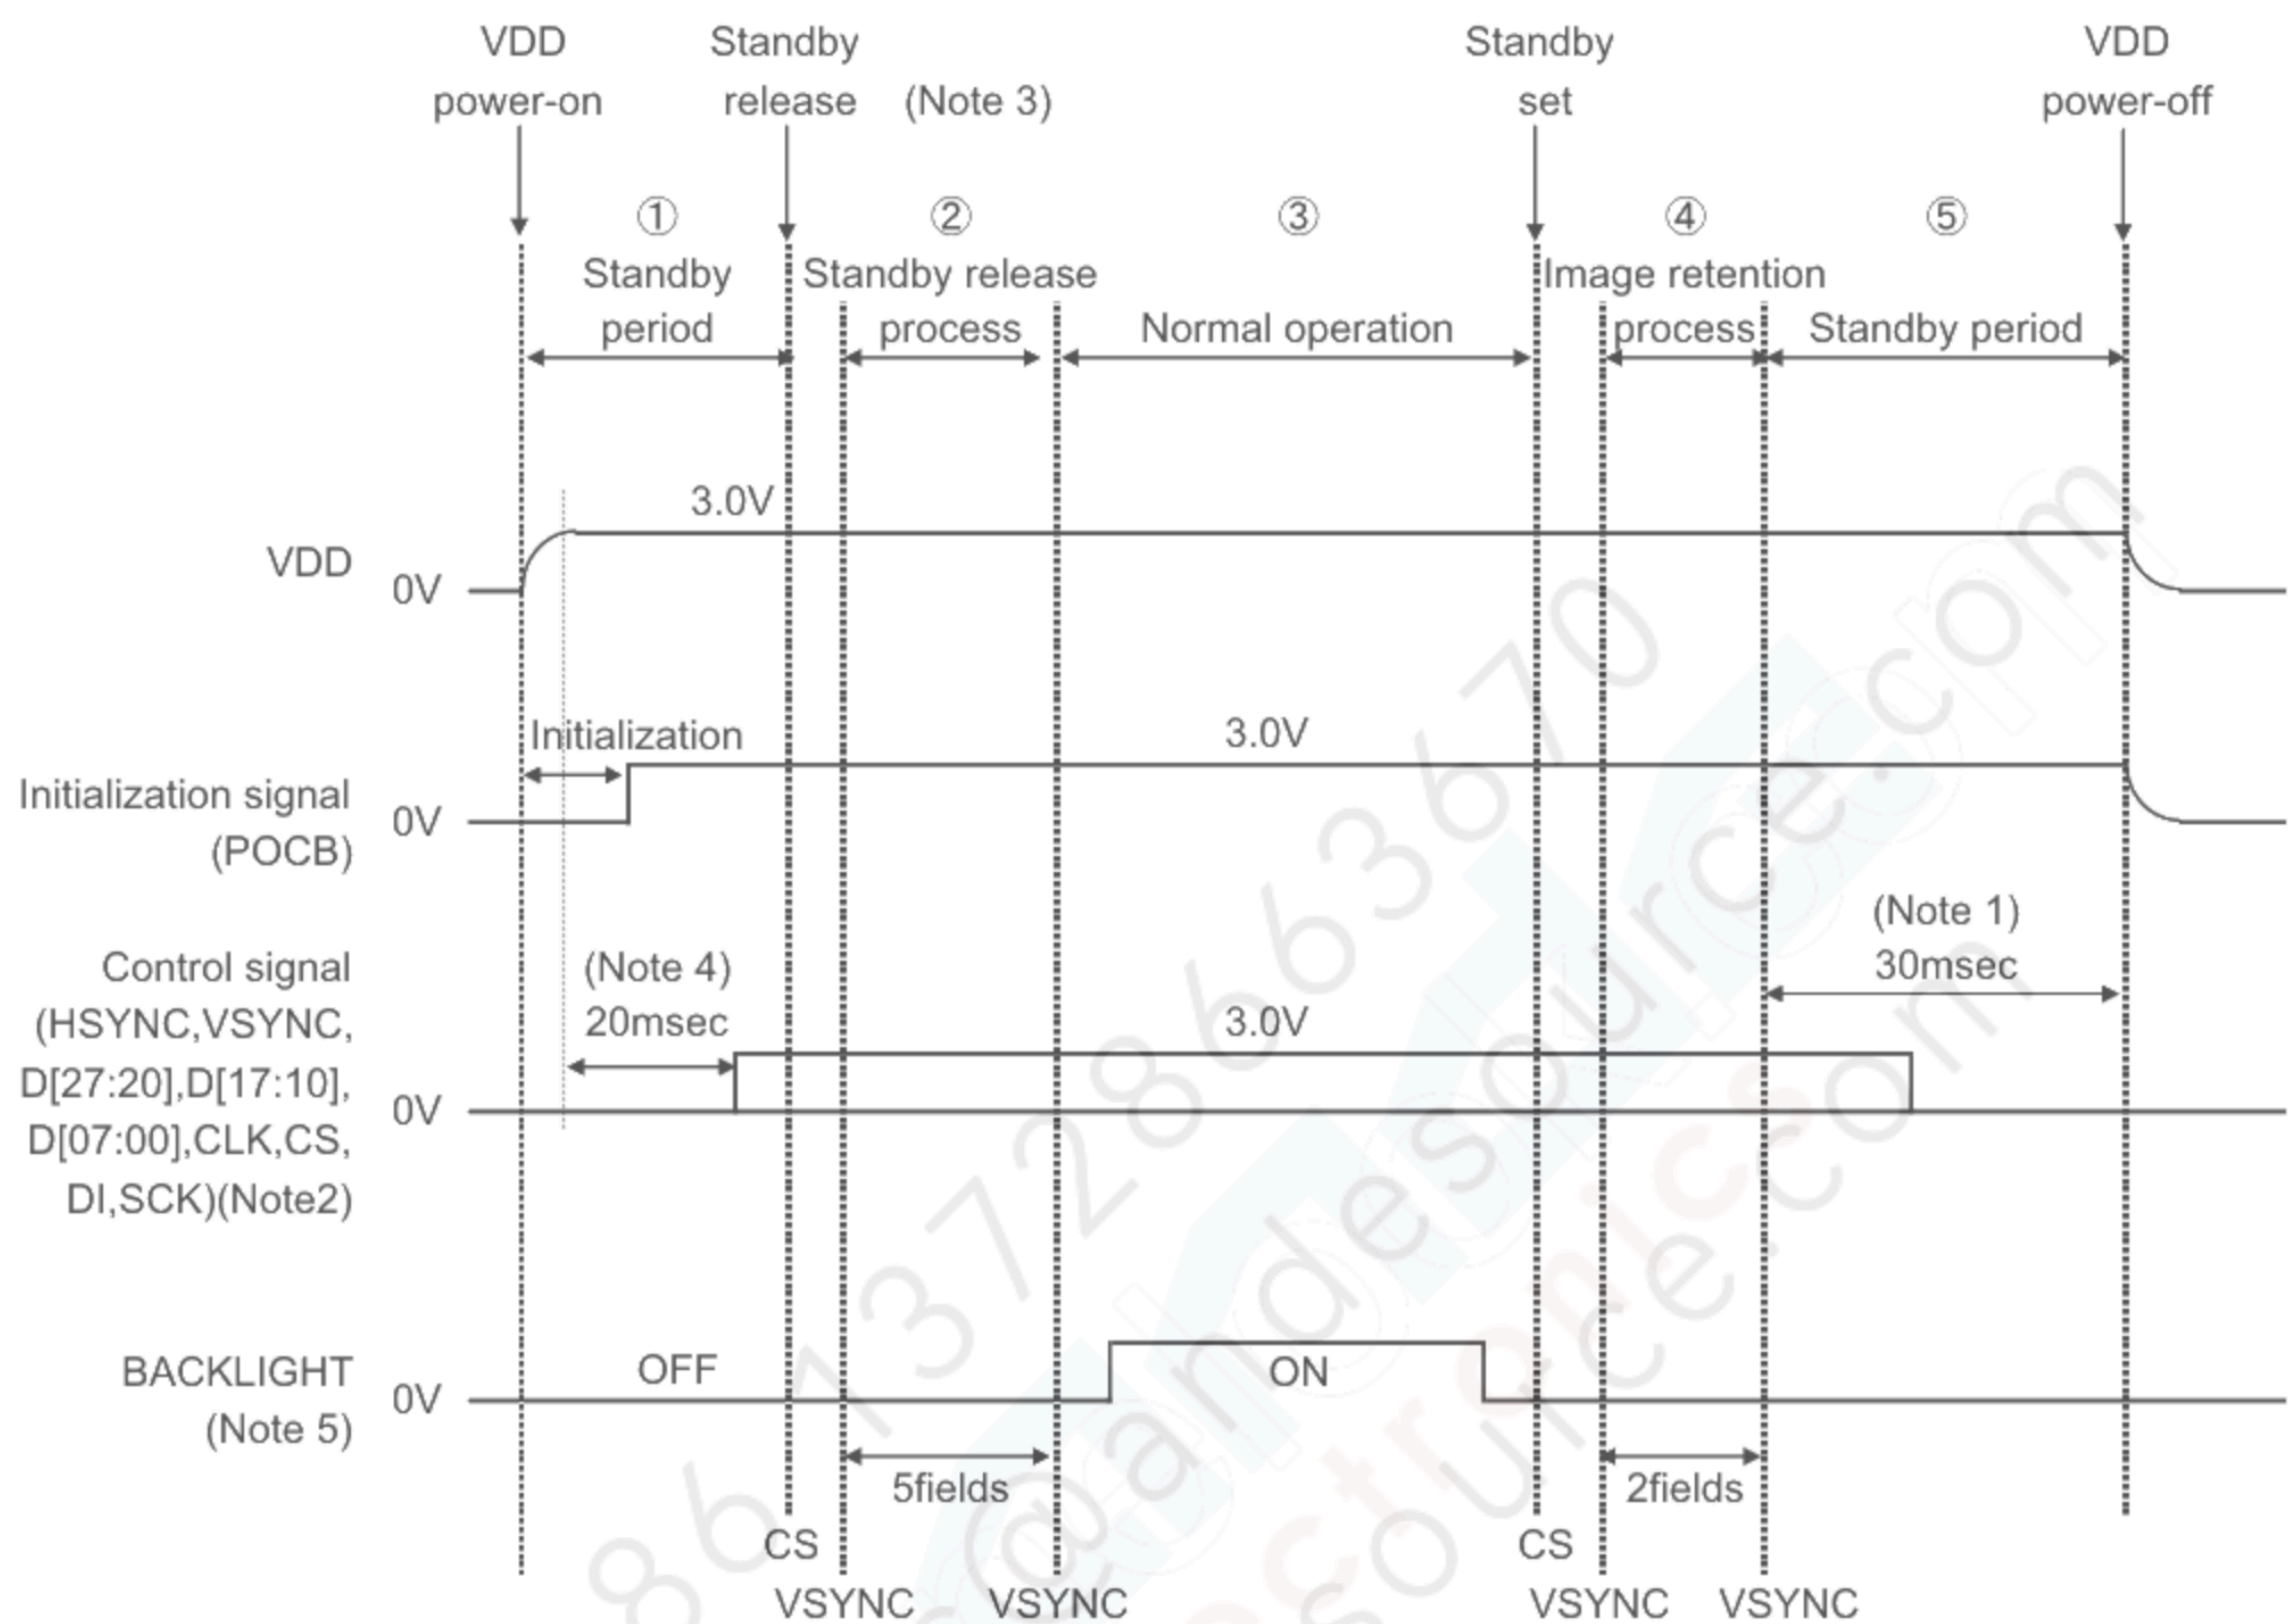 VDD
power-on
Standby
release
(Note 3)
Standby
set
VDD
power-off
①
②
③
④
⑤
Standby
period
Standby release
process
Normal operation
Image retention
process
Standby period
3.0V
VDD
0V
Initialization
3.0V
Initialization signal
(POCB)
0V
(Note 1)
30msec
Control signal
(HSYNC,VSYNC,
D[27:20],D[17:10],
D[07:00],CLK,CS,
DI,SCK)(Note2)
(Note 4)
20msec
3.0V
0V
BACKLIGHT
(Note 5)
0V
OFF
ON
5fields
2fields
CS
CS
VSYNC
VSYNC
VSYNC
VSYNC
86 13728663670
@andesource.com